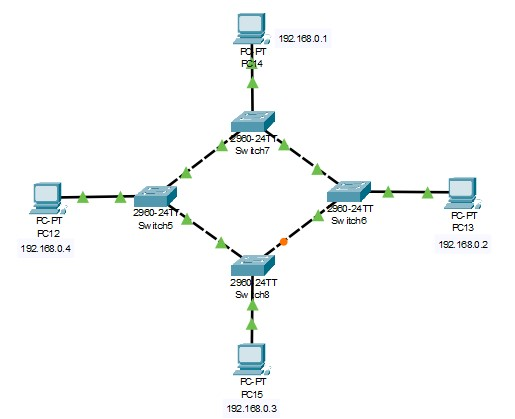 192.168.0.1
PC-PT
PC14
2960-24TT
Switch7
2960-24TT
Switch5
2960-24TT
Switch6
PC-PT
PC12
192.168.0.4
PC-PT
PC13
192.168.0.2
2960-24TT
Switch8
PC-PT
PC15
192.168.0.3